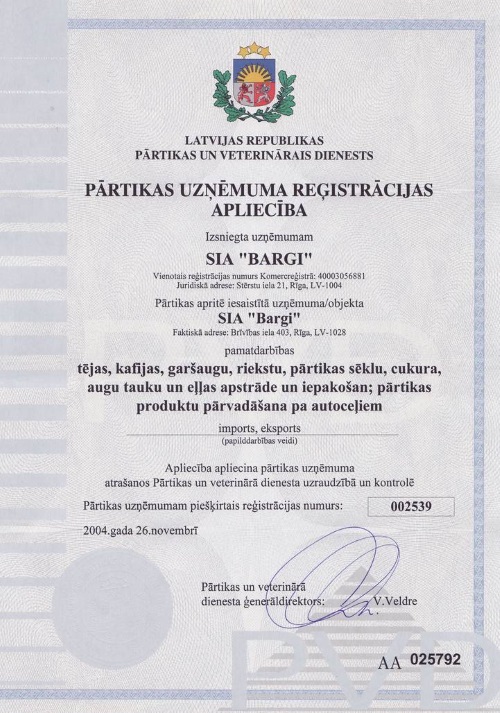 LATVIJAS REPUBLIKAS
PĀRTIKAS UN VETERINĀRAIS DIENESTS
PĀRTIKAS UZŅĒMUMA REĢISTRĀCIJAS
APLIECĪBA
Izsniegta uzņēmumam
SIA "BARGI"
Vienotais reģistrācijas numurs Komercreģistrā: 40003056881
Juridiskā adrese: Stērstu iela 21, Rīga, LV-1004
Pārtikas apritē iesaistītā uzņēmuma/objekta
SIA "Bargi"
Faktiskā adrese: Brīvības iela 403, Rīga, LV-1028
pamatdarbības
tējas, kafijas, garšaugu, riekstu, pārtikas sēklu, cukura,
augu tauku un eļļas apstrāde un iepakošan; pārtikas
produktu pārvadāšana pa autoceļiem
imports, eksports
(papilddarbības veidi)
Apliecība apliecina pārtikas uzņēmuma
atrašanos Pārtikas un veterinārā dienesta uzraudzībā un kontrolē
Pārtikas uzņēmumam piešķirtais reģistrācijas numurs: 002539
2004.gada 26.novembrī
Pārtikas un veterinārā
dienesta ģenerāldirektors: V.Veldre
PVD
AA 025792